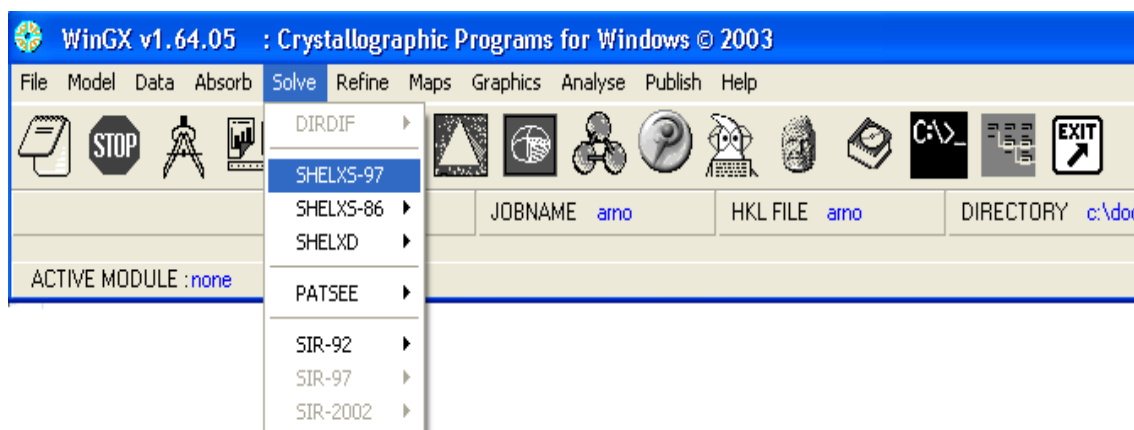 WinGX v1.64.05 : Crystallographic Programs for Windows © 2003
File Model Data Absorb Solve Refine Maps Graphics Analyse Publish Help
STOP C:\>_ EXIT
JOBNAME arno HKL FILE arno DIRECTORY c:\do
ACTIVE MODULE : none
DIRDIF
SHELXS-97
SHELXS-86
SHELXD
PATSEE
SIR-92
SIR-97
SIR-2002